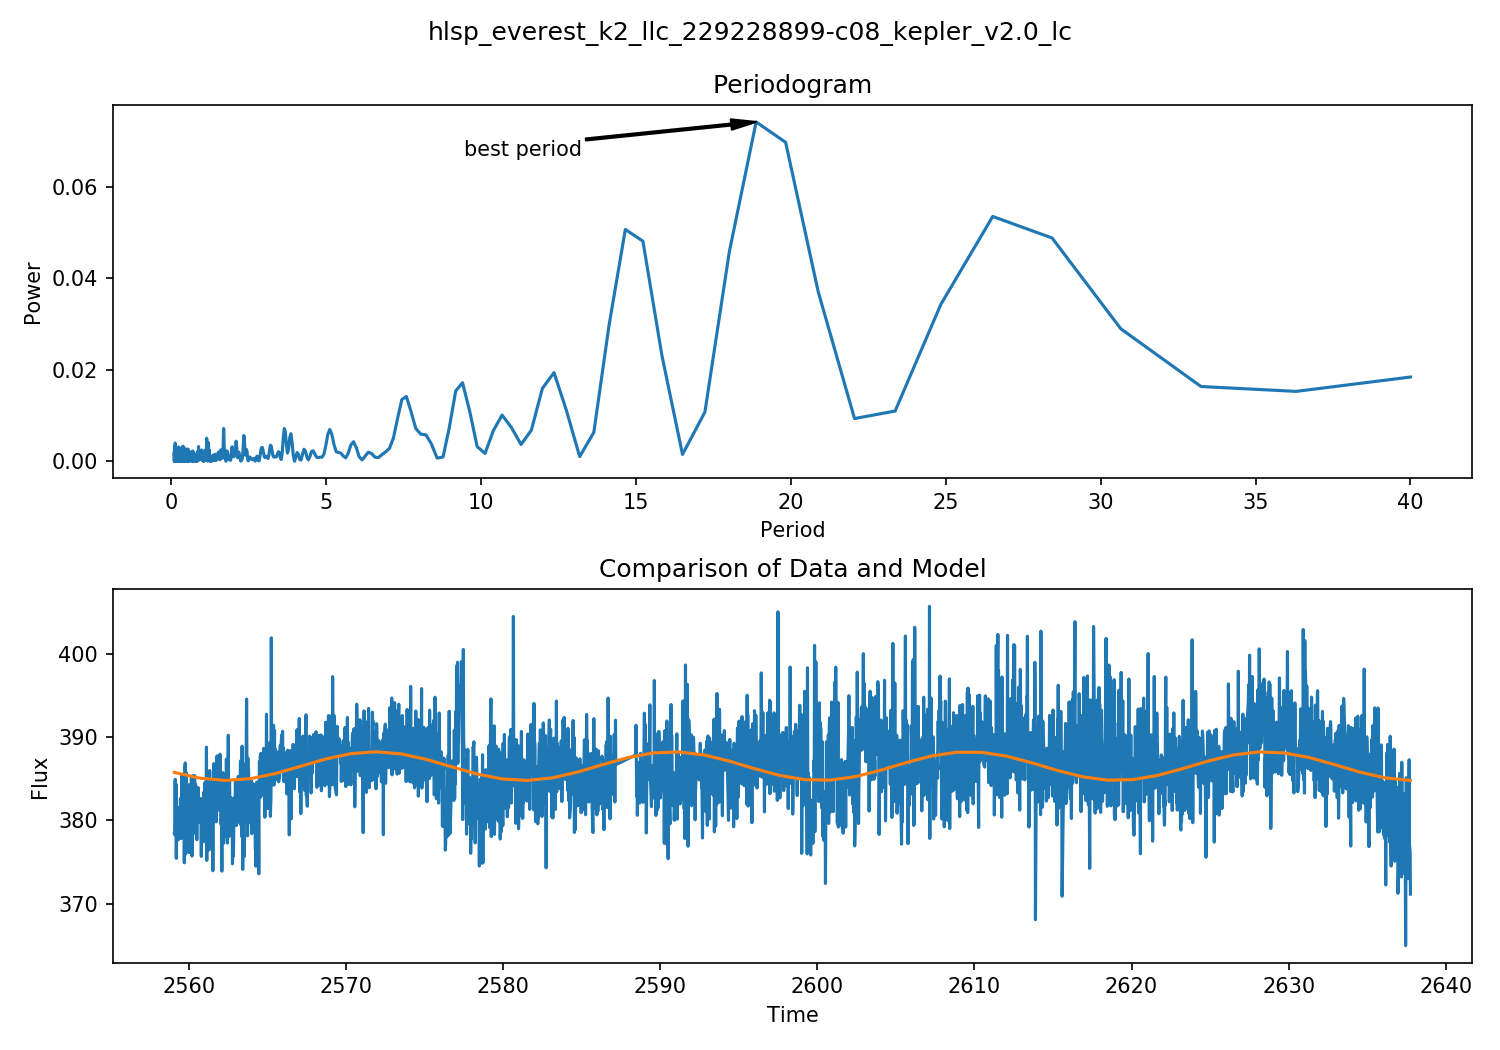 hlsp_everest_k2_llc_229228899-c08_kepler_v2.0_lc
Periodogram
best period
Power
0.06
0.04
0.02
0.00
0 5 10 15 20 25 30 35 40
Period
Comparison of Data and Model
Flux
400
390
380
370
2560 2570 2580 2590 2600 2610 2620 2630 2640
Time